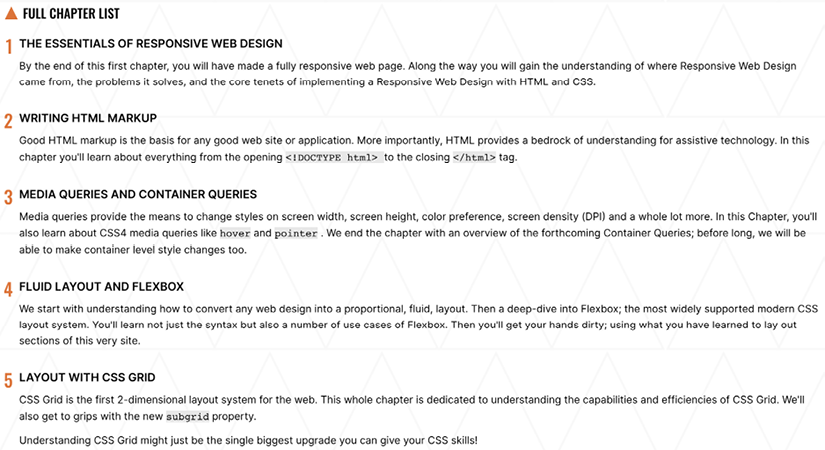 FULL CHAPTER LIST
1 THE ESSENTIALS OF RESPONSIVE WEB DESIGN
By the end of this first chapter, you will have made a fully responsive web page. Along the way you will gain the understanding of where Responsive Web Design
came from, the problems it solves, and the core tenets of implementing a Responsive Web Design with HTML and CSS.
2 WRITING HTML MARKUP
Good HTML markup is the basis for any good web site or application. More importantly, HTML provides a bedrock of understanding for assistive technology. In this
chapter you'll learn about everything from the opening <!DOCTYPE html> to the closing </html> tag.
3 MEDIA QUERIES AND CONTAINER QUERIES
Media queries provide the means to change styles on screen width, screen height, color preference, screen density (DPI) and a whole lot more. In this Chapter, you'll
also learn about CSS4 media queries like hover and pointer . We end the chapter with an overview of the forthcoming Container Queries; before long, we will be
able to make container level style changes too.
4 FLUID LAYOUT AND FLEXBOX
We start with understanding how to convert any web design into a proportional, fluid, layout. Then a deep-dive into Flexbox; the most widely supported modern CSS
layout system. You'll learn not just the syntax but also a number of use cases of Flexbox. Then you'll get your hands dirty; using what you have learned to lay out
sections of this very site.
5 LAYOUT WITH CSS GRID
CSS Grid is the first 2-dimensional layout system for the web. This whole chapter is dedicated to understanding the capabilities and efficiencies of CSS Grid. We'll
also get to grips with the new subgrid property.
Understanding CSS Grid might just be the single biggest upgrade you can give your CSS skills!